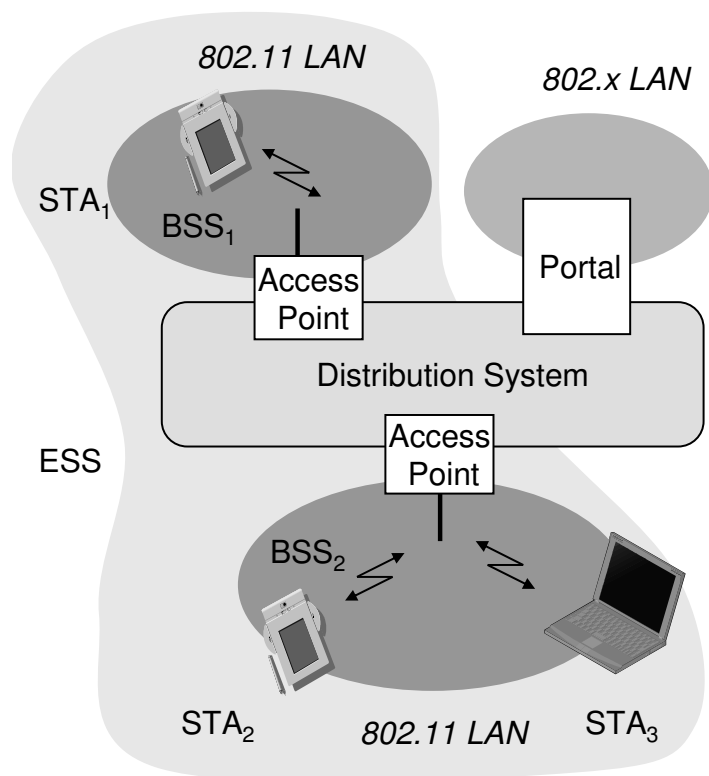 802.11 LAN
802.x LAN
STA₁
BSS₁
Access
Point
Portal
Distribution System
Access
Point
ESS
BSS₂
STA₂
802.11 LAN
STA₃